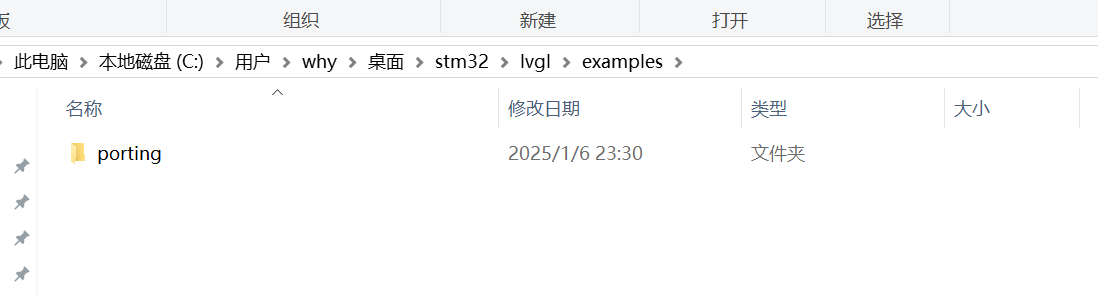 板 组织 新建 打开 选择
此电脑 本地磁盘 (C:) 用户 why 桌面 stm32 lvgl examples
名称 修改日期 类型 大小
porting 2025/1/6 23:30 文件夹